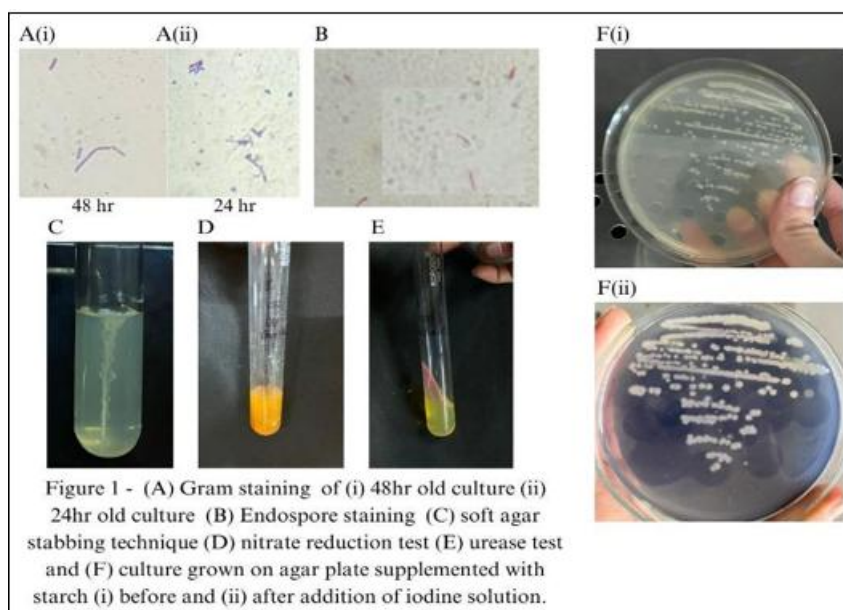 A(i)
A(ii)
B
F(i)
48 hr
24 hr
C
D
E
F(ii)
Figure 1 - (A) Gram staining of (i) 48hr old culture (ii)
24hr old culture (B) Endospore staining (C) soft agar
stabbing technique (D) nitrate reduction test (E) urease test
and (F) culture grown on agar plate supplemented with
starch (i) before and (ii) after addition of iodine solution.